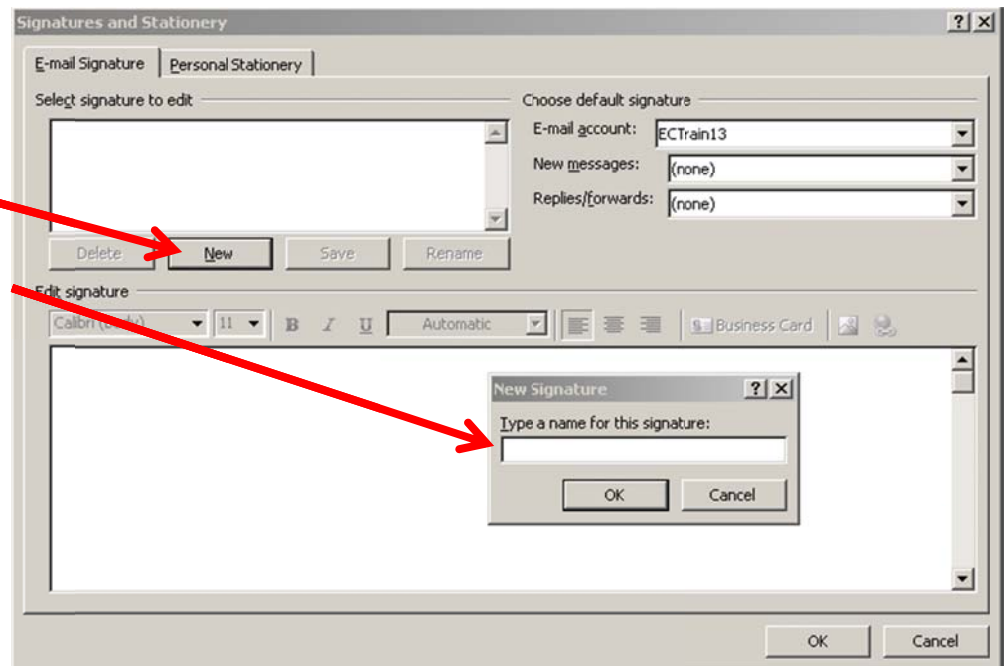 Signatures and Stationery
E-mail Signature Personal Stationery
Select signature to edit
Choose default signature
E-mail account: ECTrain13
New messages: (none)
Replies/forwards: (none)
Delete New Save Rename
Edit signature
Calibri (Body) 11 B I U Automatic Business Card
New Signature
Type a name for this signature:
OK Cancel
OK Cancel